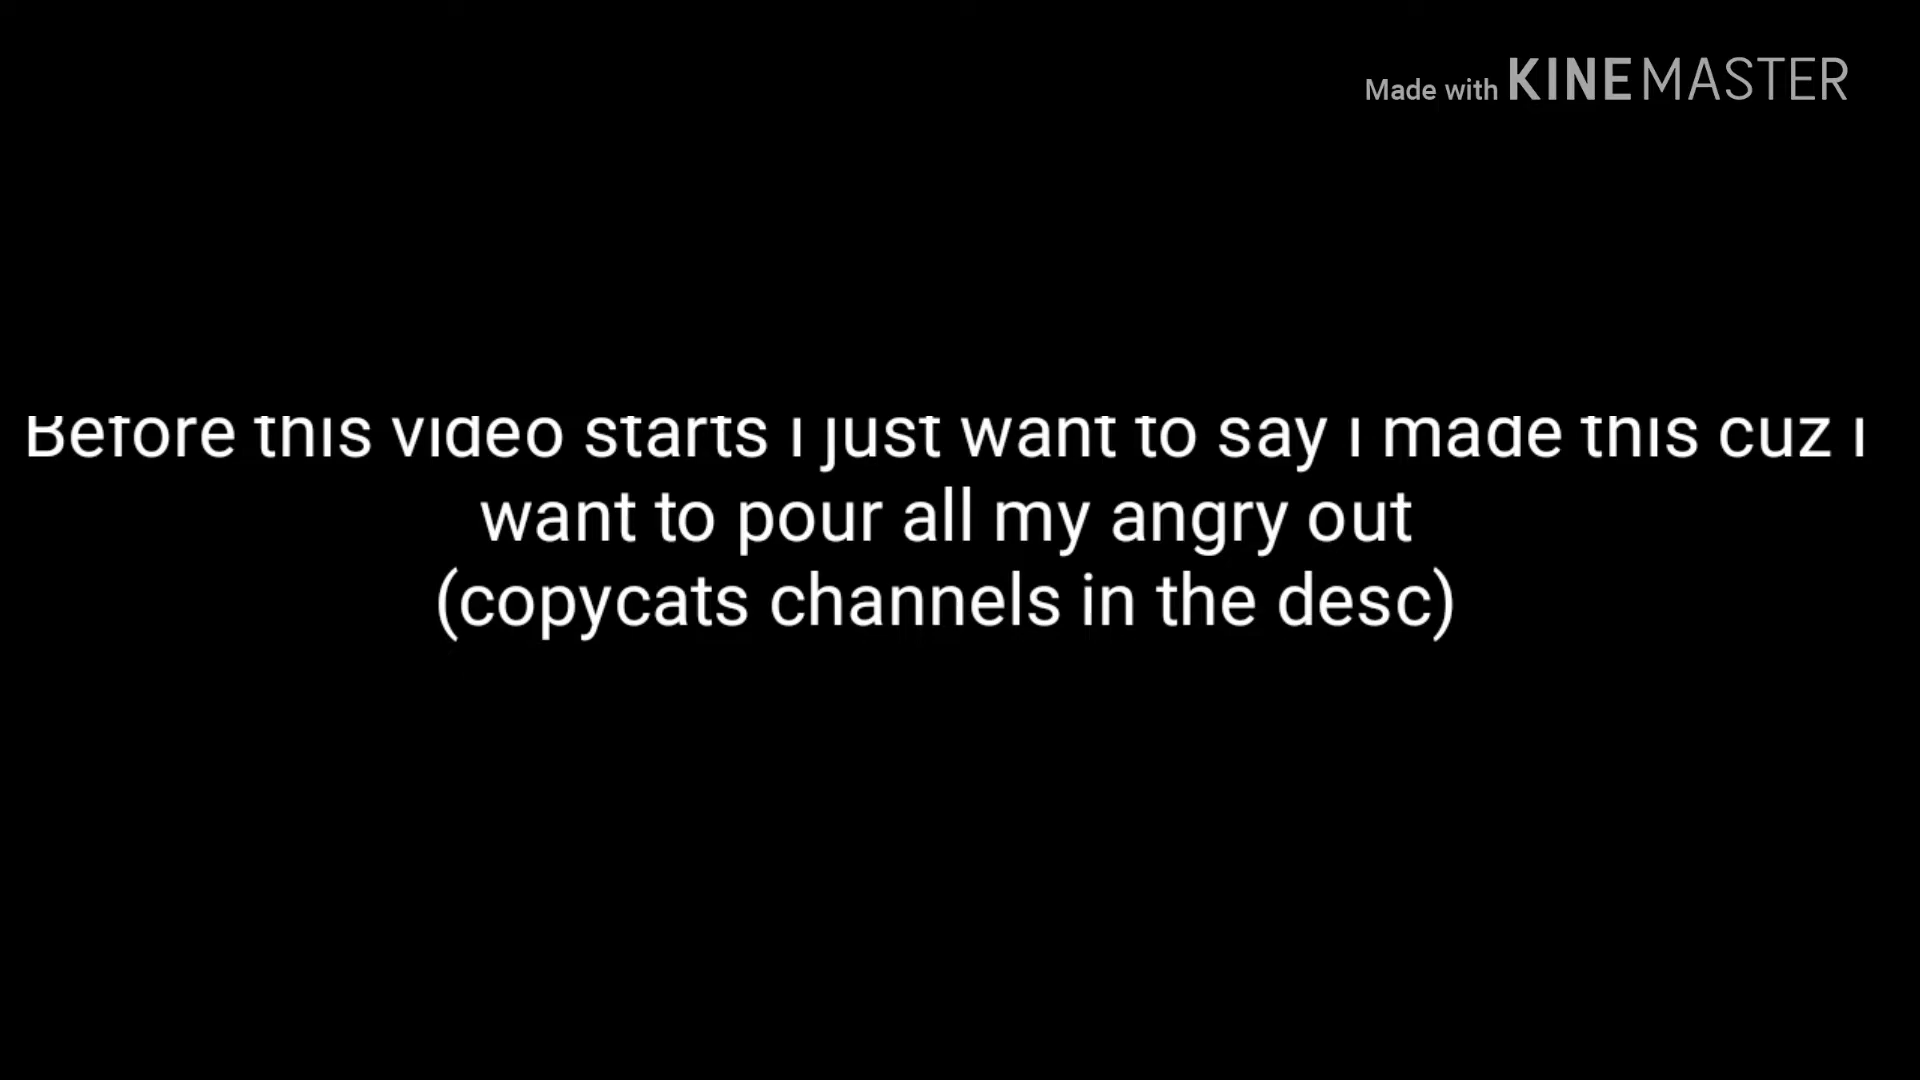 Made with KINEMASTER
Before this video starts i just want to say i made this cuz i
want to pour all my angry out
(copycats channels in the desc)